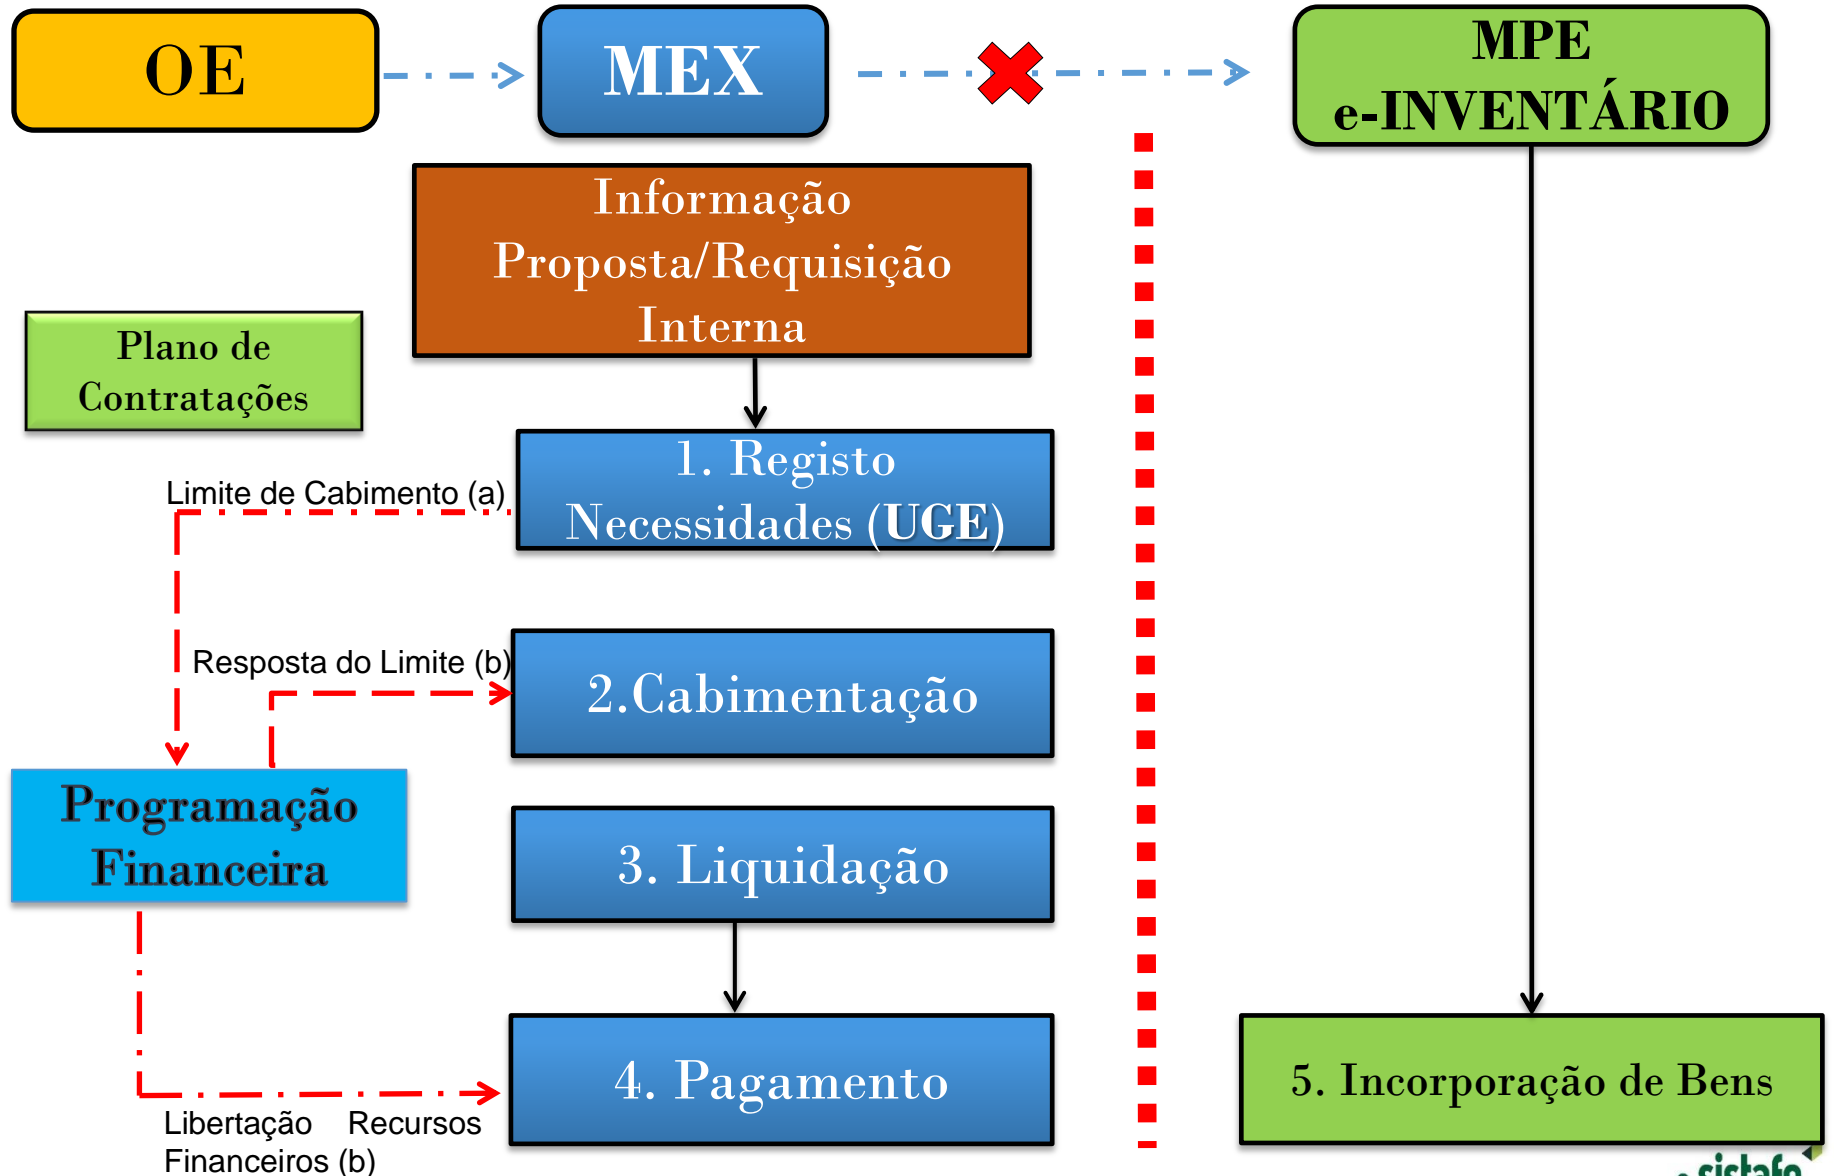 OE
MEX
MPE
e-INVENTÁRIO
Informação
Proposta/Requisição
Interna
Plano de
Contratações
1. Registo
Necessidades (UGE)
Limite de Cabimento (a)
Resposta do Limite (b)
2.Cabimentação
Programação
Financeira
3. Liquidação
4. Pagamento
5. Incorporação de Bens
Libertação Recursos
Financeiros (b)
sistafe